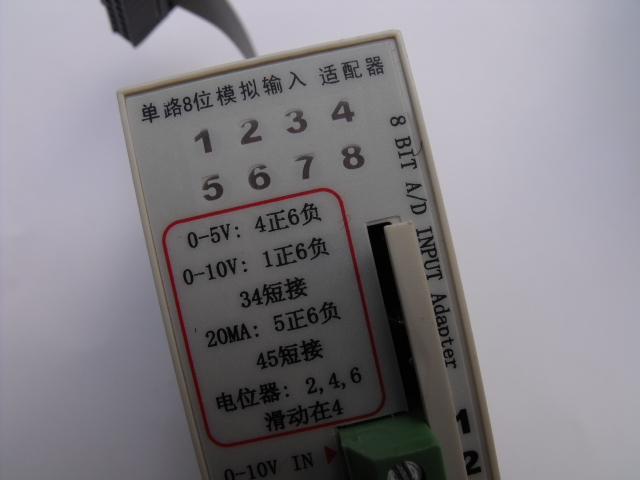 单路8位模拟输入 适配器
1 2 3 4
5 6 7 8
8 BIT A/D INPUT Adapter
0-5V: 4正6负
0-10V: 1正6负
34短接
20MA: 5正6负
45短接
电位器: 2,4,6
滑动在4
0-10V IN
1
2